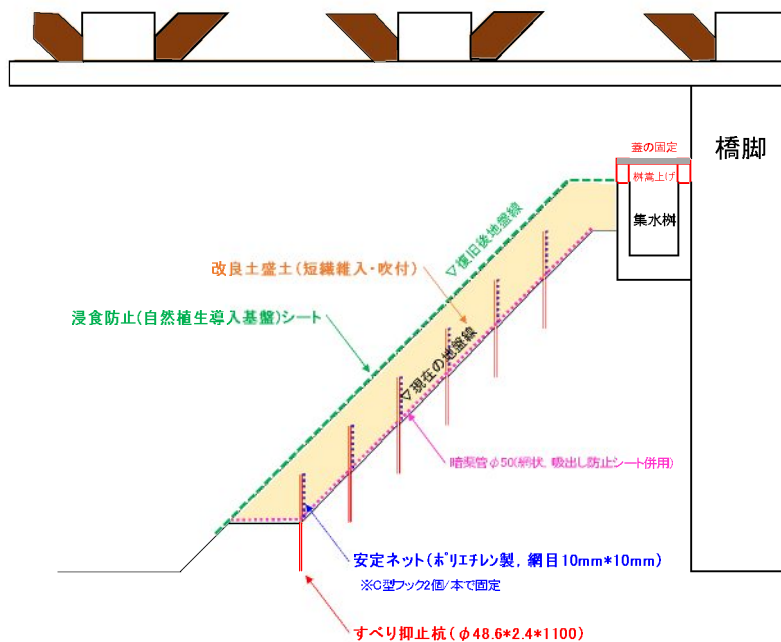 蓋の固定
橋脚
桝嵩上げ
集水桝
▽復旧後地盤線
改良土盛土(短繊維入・吹付)
浸食防止(自然植生導入基盤)シート
▽現在の地盤線
暗渠管φ50(網状, 吸出し防止シート併用)
安定ネット(ポリエチレン製, 網目10mm*10mm)
※C型フック2個/本で固定
すべり抑止杭(φ48.6*2.4*1100)